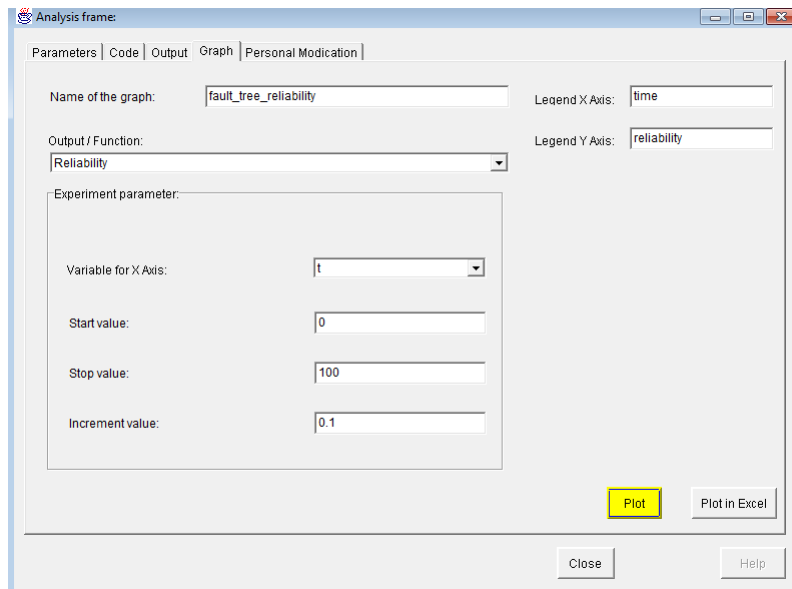 Analysis frame:
Parameters Code Output Graph Personal Modication
Name of the graph: fault_tree_reliability
Legend X Axis: time
Output / Function:
Legend Y Axis: reliability
Reliability
Experiment parameter:
Variable for X Axis: t
Start value: 0
Stop value: 100
Increment value: 0.1
Plot Plot in Excel
Close Help